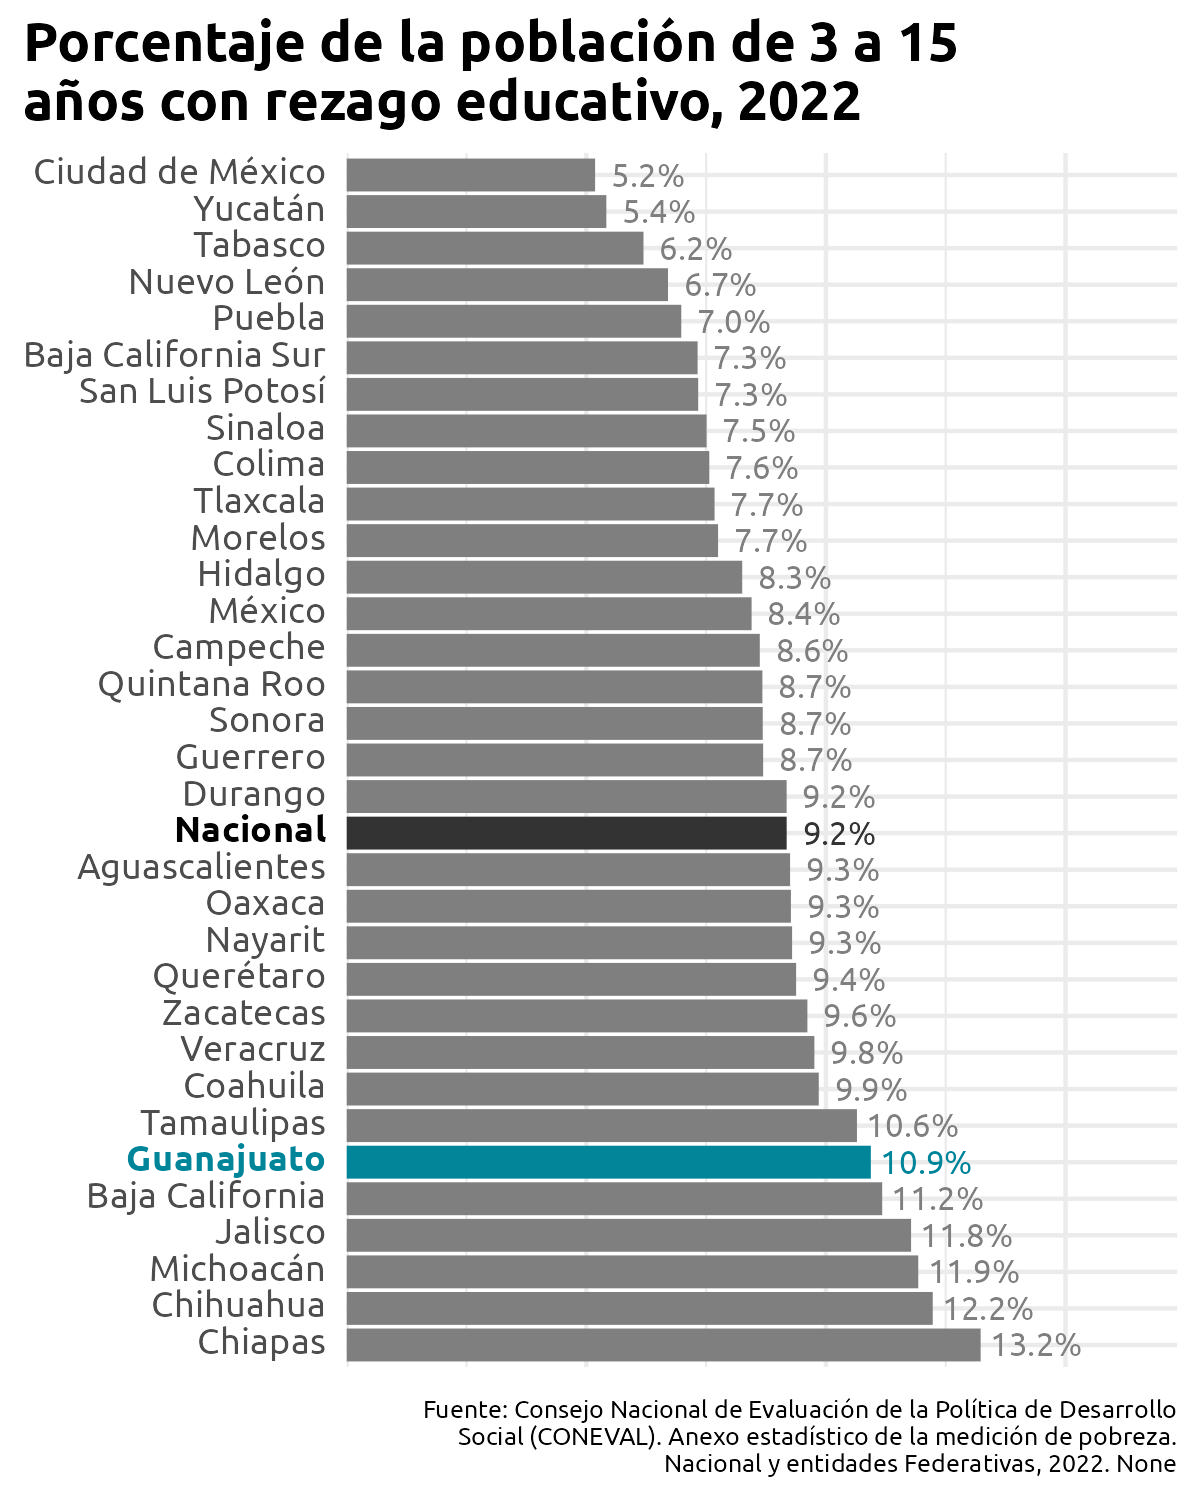 Porcentaje de la población de 3 a 15
años con rezago educativo, 2022
Ciudad de México 5.2%
Yucatán 5.4%
Tabasco 6.2%
Nuevo León 6.7%
Puebla 7.0%
Baja California Sur 7.3%
San Luis Potosí 7.3%
Sinaloa 7.5%
Colima 7.6%
Tlaxcala 7.7%
Morelos 7.7%
Hidalgo 8.3%
México 8.4%
Campeche 8.6%
Quintana Roo 8.7%
Sonora 8.7%
Guerrero 8.7%
Durango 9.2%
Nacional 9.2%
Aguascalientes 9.3%
Oaxaca 9.3%
Nayarit 9.3%
Querétaro 9.4%
Zacatecas 9.6%
Veracruz 9.8%
Coahuila 9.9%
Tamaulipas 10.6%
Guanajuato 10.9%
Baja California 11.2%
Jalisco 11.8%
Michoacán 11.9%
Chihuahua 12.2%
Chiapas 13.2%
Fuente: Consejo Nacional de Evaluación de la Política de Desarrollo
Social (CONEVAL). Anexo estadístico de la medición de pobreza.
Nacional y entidades Federativas, 2022. None